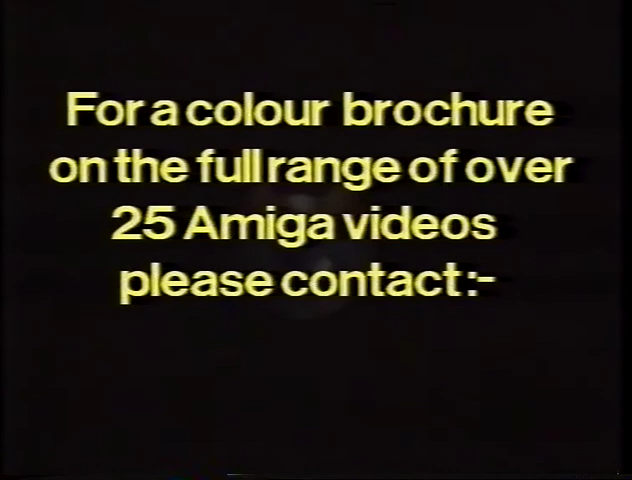 For a colour brochure
on the full range of over
25 Amiga videos
please contact:-